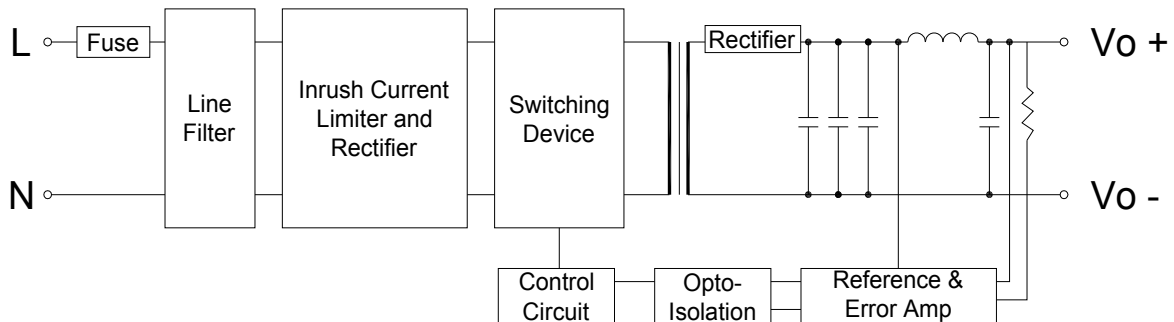 L
Fuse
Line
Filter
Inrush Current
Limiter and
Rectifier
Switching
Device
Rectifier
Vo +
N
Vo -
Control
Circuit
Opto-
Isolation
Reference &
Error Amp